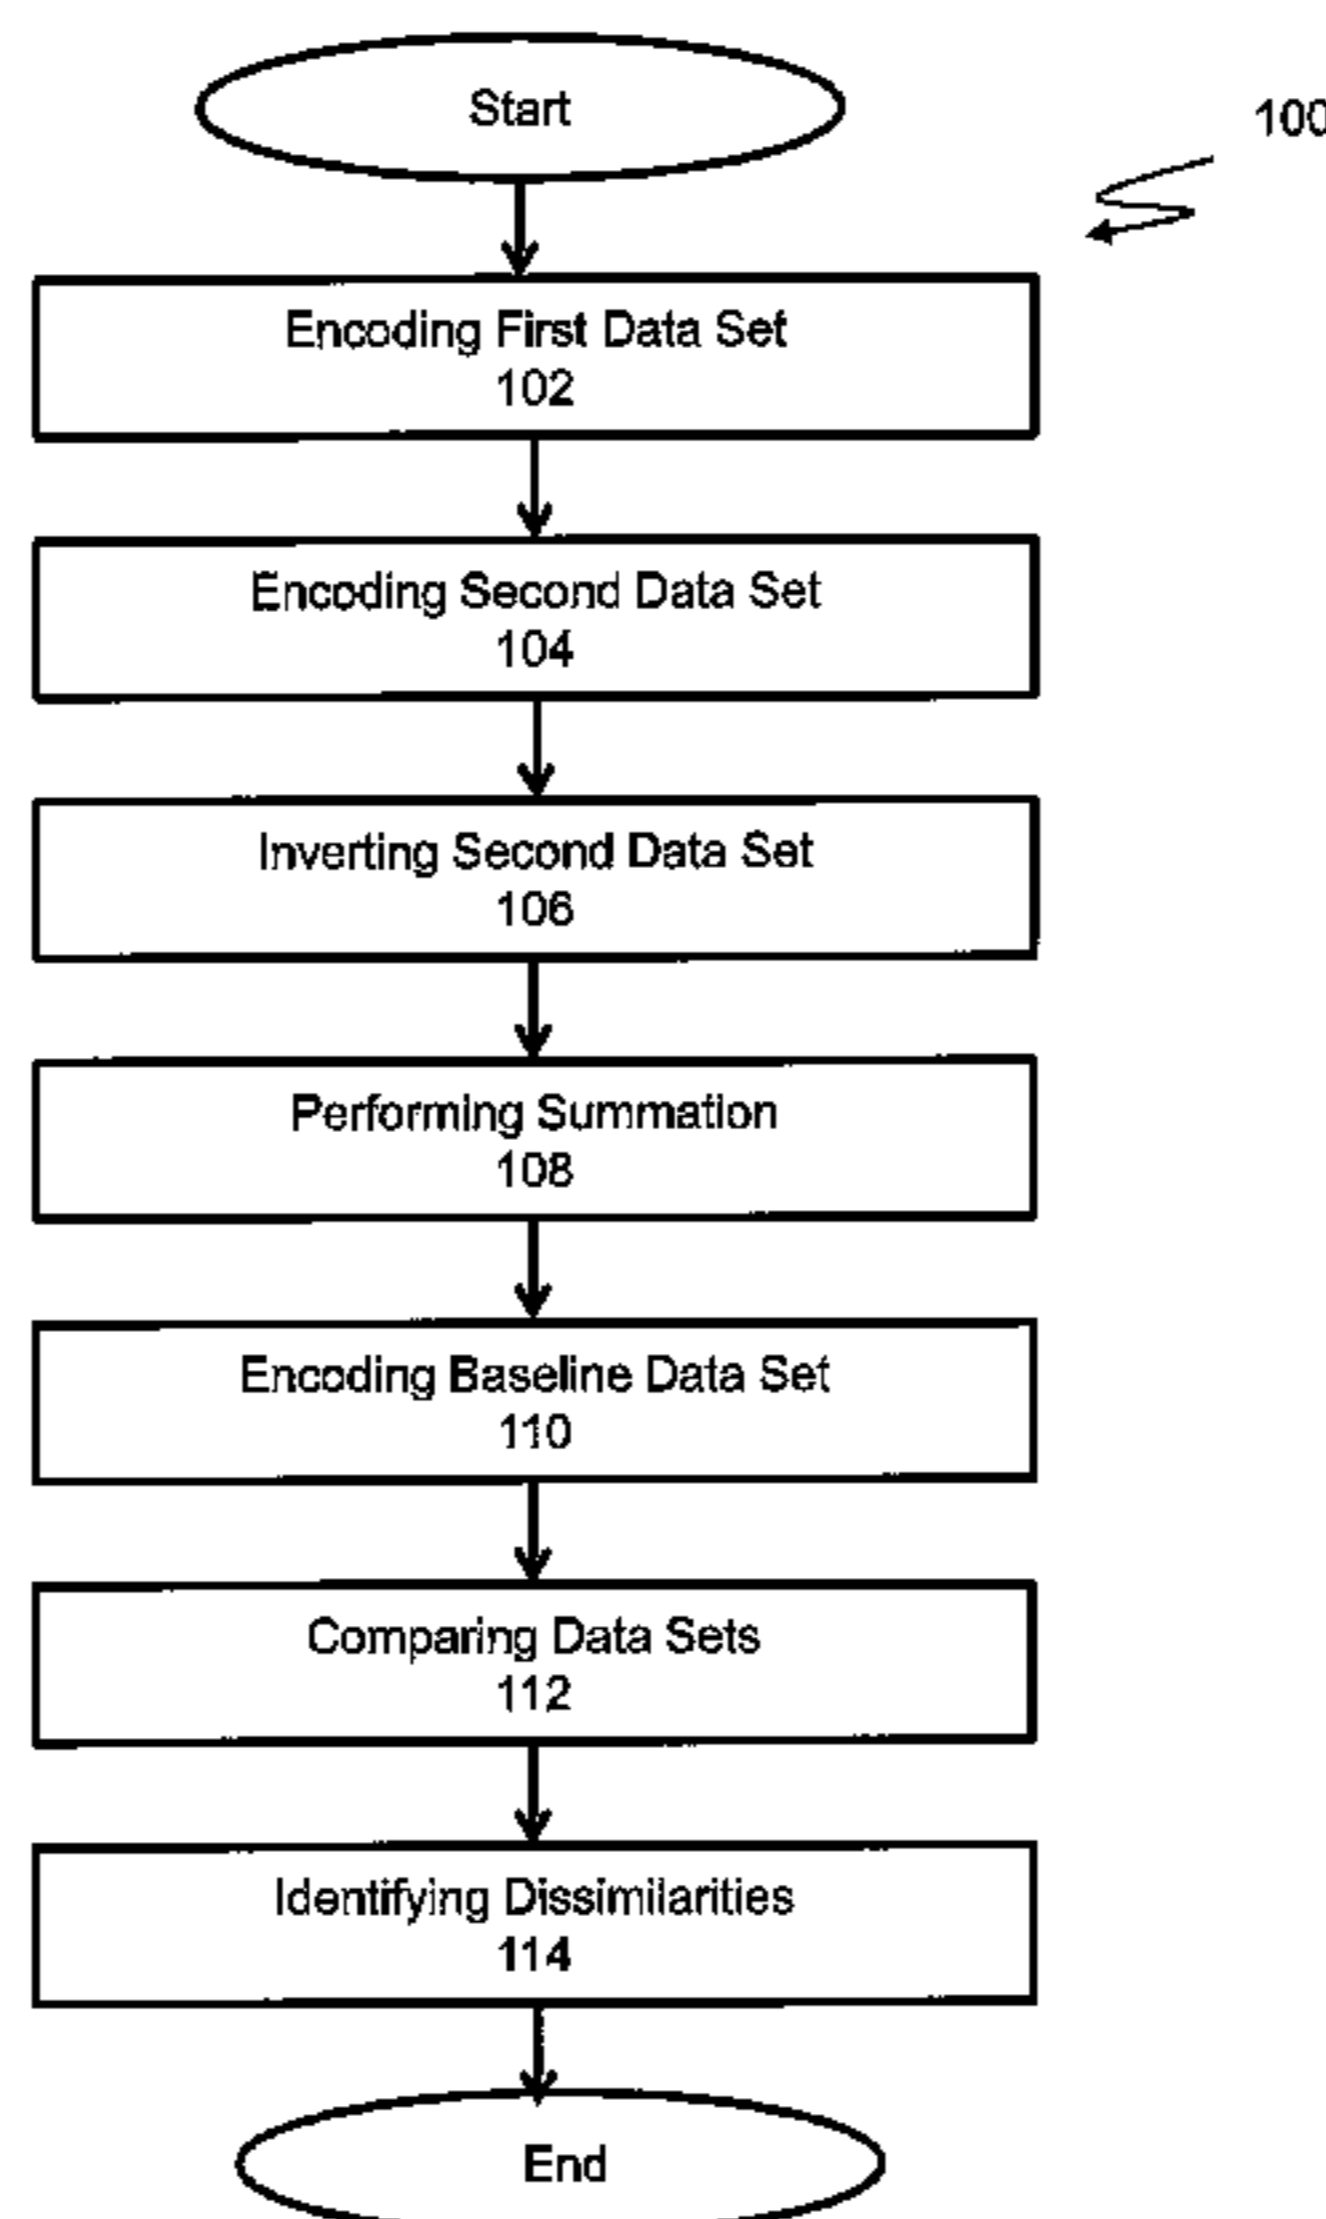 Start
100
Encoding First Data Set
102
Encoding Second Data Set
104
Inverting Second Data Set
106
Performing Summation
108
Encoding Baseline Data Set
110
Comparing Data Sets
112
Identifying Dissimilarities
114
End